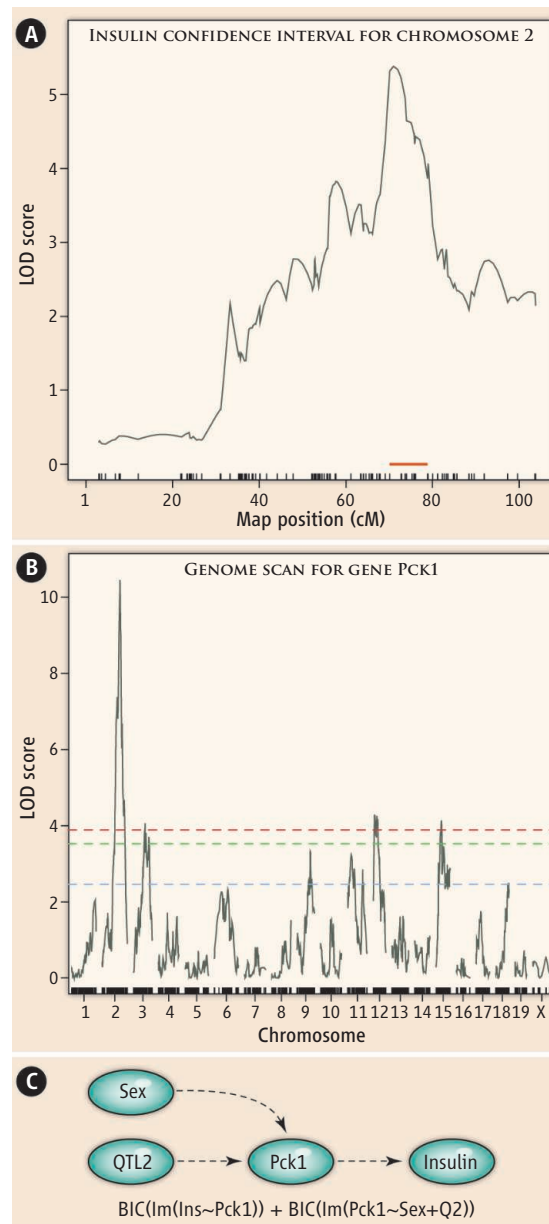 A
INSULIN CONFIDENCE INTERVAL FOR CHROMOSOME 2
LOD score
5
4
3
2
1
0
1 20 40 60 80 100
Map position (cM)
B
GENOME SCAN FOR GENE PCK1
LOD score
10
8
6
4
2
0
1 2 3 4 5 6 7 8 9 10 11 12 13 14 15 16 17 18 19 X
Chromosome
C
Sex
QTL2 Pck1 Insulin
BIC(Im(Ins~Pck1)) + BIC(Im(Pck1~Sex+Q2))